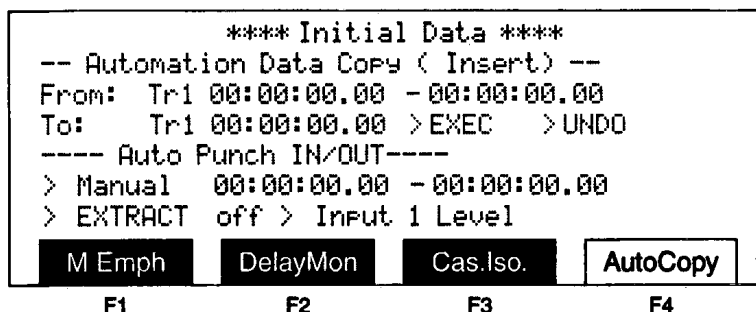 **** Initial Data ****
-- Automation Data Copy ( Insert) --
From: Tr1 00:00:00.00 -00:00:00.00
To: Tr1 00:00:00.00 >EXEC >UNDO
---- Auto Punch IN/OUT----
> Manual 00:00:00.00 -00:00:00.00
> EXTRACT off > Input 1 Level
M Emph DelayMon Cas.Iso. AutoCopy
F1 F2 F3 F4